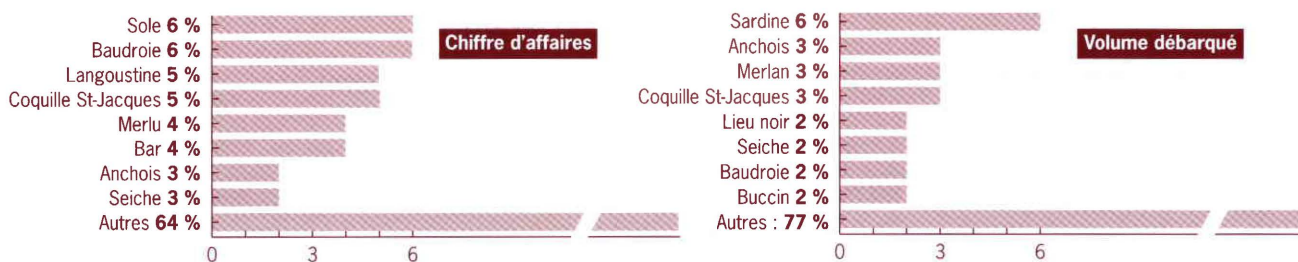 Chiffre d'affaires
Sole 6 %
Baudroie 6 %
Langoustine 5 %
Coquille St-Jacques 5 %
Merlu 4 %
Bar 4 %
Anchois 3 %
Seiche 3 %
Autres 64 %
0 3 6
Volume débarqué
Sardine 6 %
Anchois 3 %
Merlan 3 %
Coquille St-Jacques 3 %
Lieu noir 2 %
Seiche 2 %
Baudroie 2 %
Buccin 2 %
Autres : 77 %
0 3 6